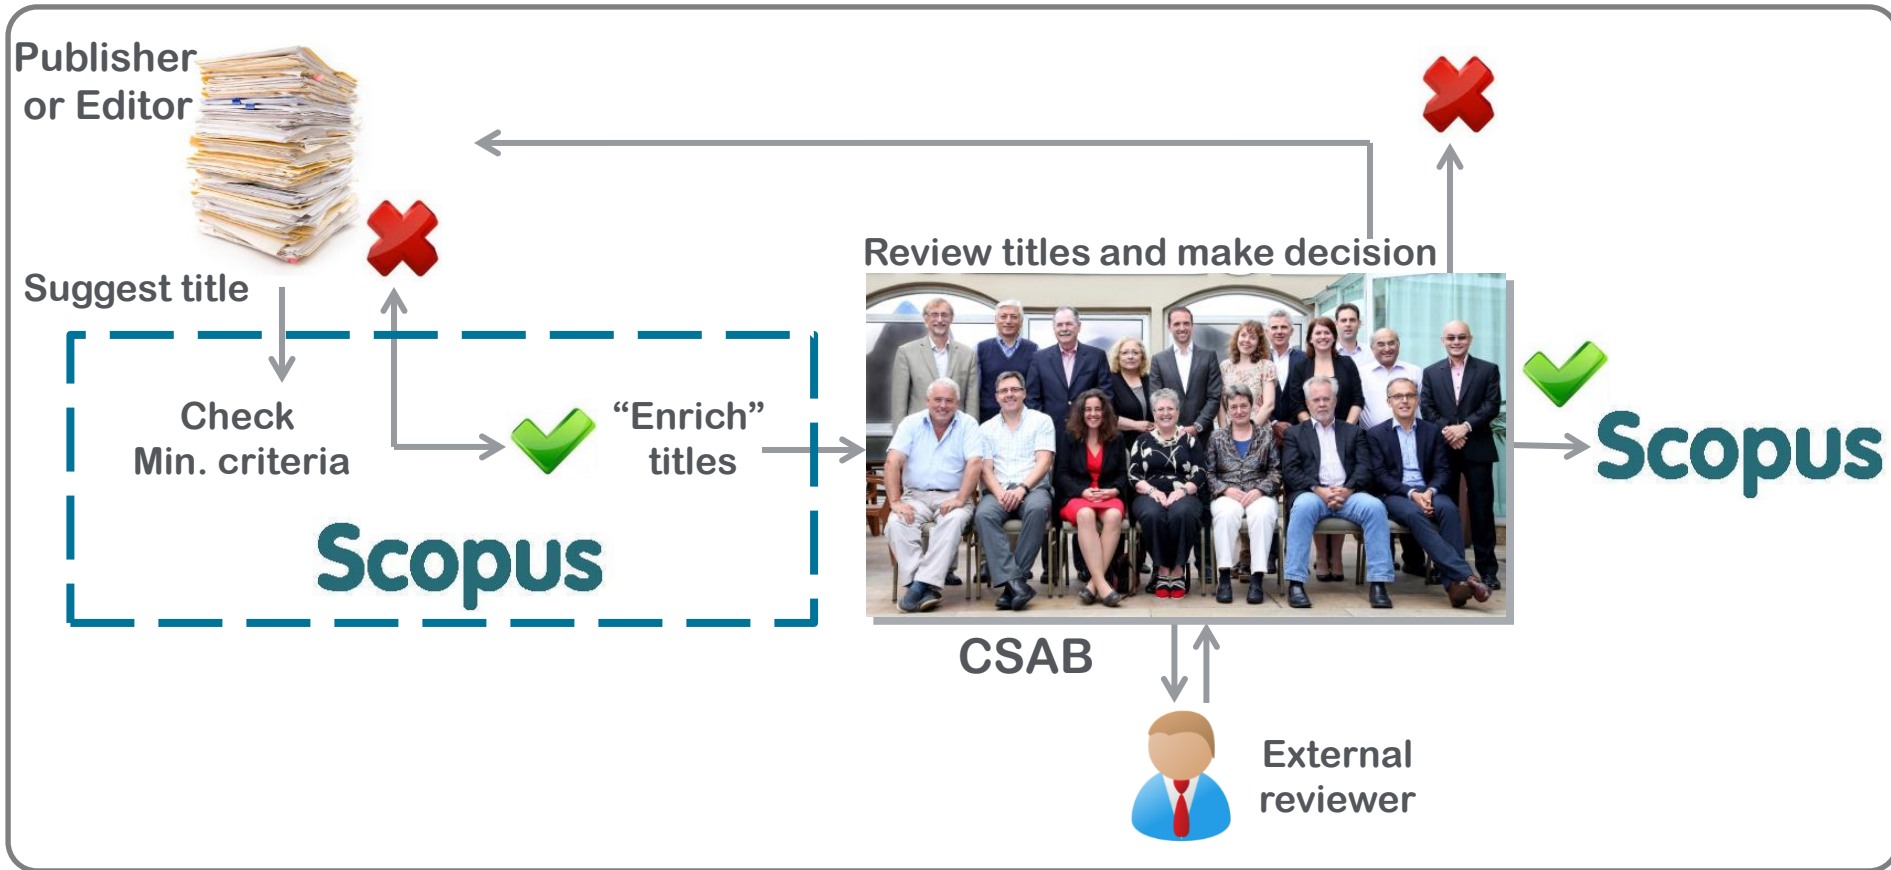 Publisher
or Editor
Suggest title
Check
Min. criteria
“Enrich”
titles
Scopus
Review titles and make decision
CSAB
External
reviewer
Scopus